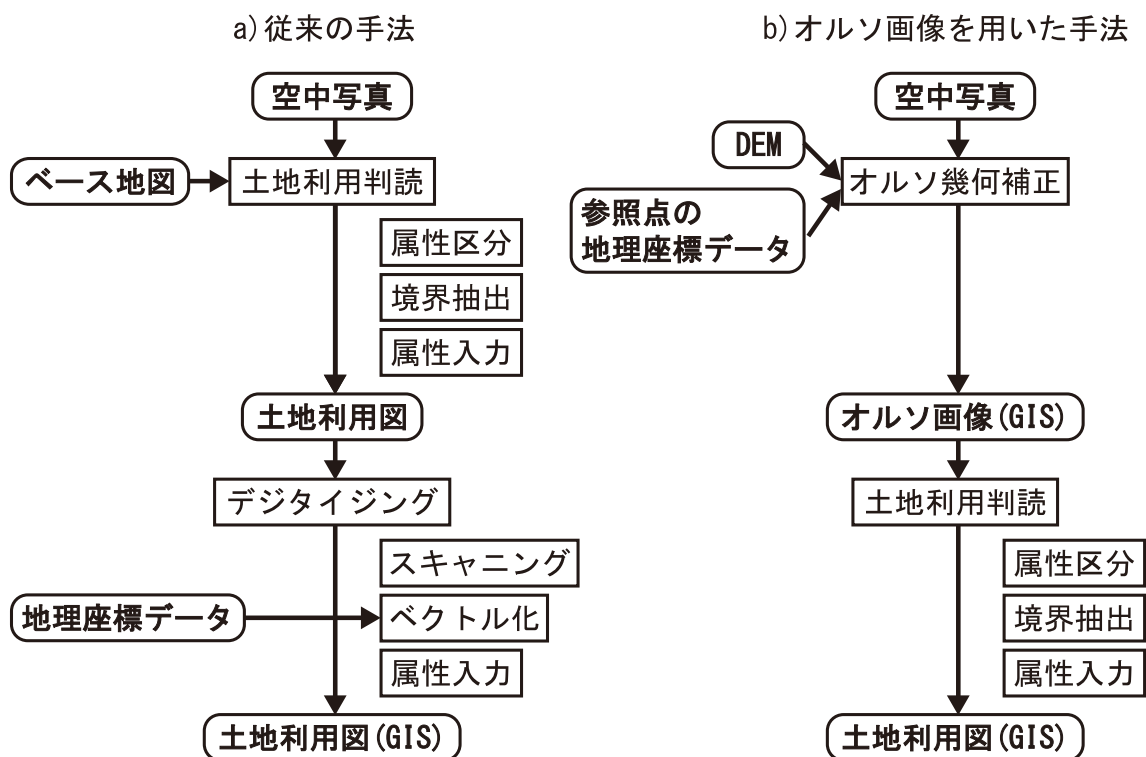 a)従来の手法
空中写真
ベース地図
土地利用判読
属性区分
境界抽出
属性入力
土地利用図
デジタイジング
スキャニング
地理座標データ
ベクトル化
属性入力
土地利用図(GIS)
b)オルソ画像を用いた手法
空中写真
DEM
オルソ幾何補正
参照点の
地理座標データ
オルソ画像(GIS)
土地利用判読
属性区分
境界抽出
属性入力
土地利用図(GIS)